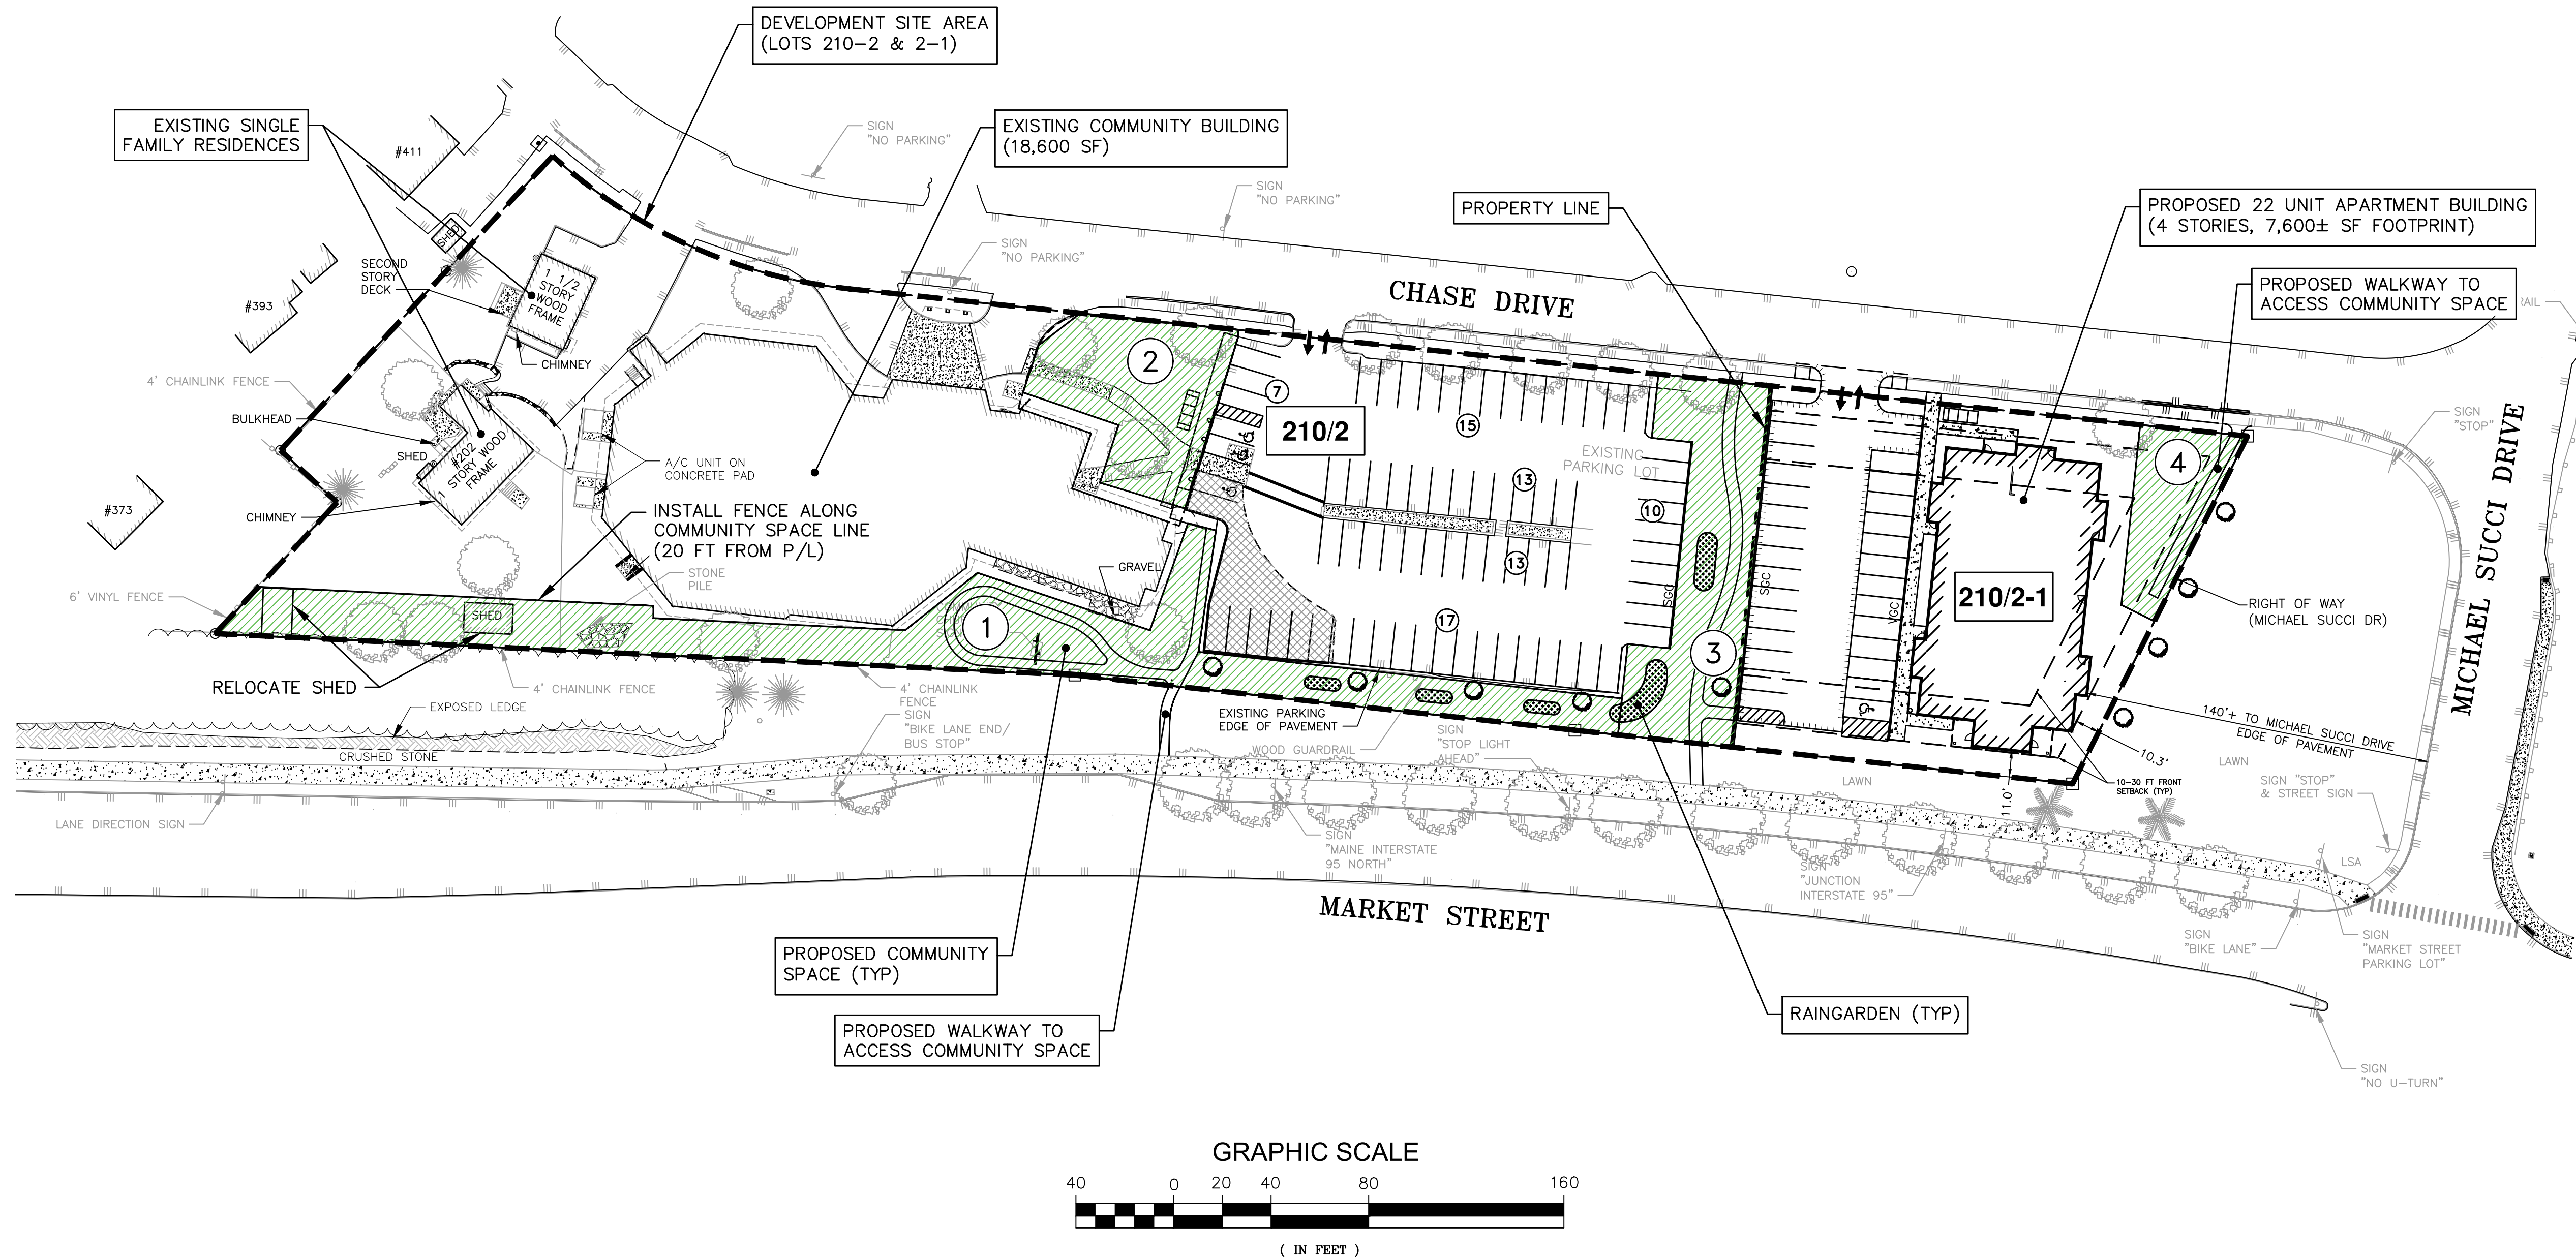 DEVELOPMENT SITE AREA
(LOTS 210-2 & 2-1)
EXISTING SINGLE
FAMILY RESIDENCES
#411
SIGN
"NO PARKING"
EXISTING COMMUNITY BUILDING
(18,600 SF)
SIGN
"NO PARKING"
PROPERTY LINE
PROPOSED 22 UNIT APARTMENT BUILDING
(4 STORIES, 7,600± SF FOOTPRINT)
SHED
SIGN
"NO PARKING"
SECOND
STORY
DECK
1 1/2
STORY
WOOD
FRAME
#393
CHASE DRIVE
PROPOSED WALKWAY TO
ACCESS COMMUNITY SPACE
AIL
CHIMNEY
4' CHAINLINK FENCE
2
7
210/2
15
BULKHEAD
SHED
#202
1 STORY WOOD
FRAME
A/C UNIT ON
CONCRETE PAD
EXISTING
PARKING LOT
13
10
4
SIGN
"STOP"
MICHAEL SUCCI DRIVE
#373
CHIMNEY
INSTALL FENCE ALONG
COMMUNITY SPACE LINE
(20 FT FROM P/L)
STONE
PILE
GRAVEL
13
SGC
SGC
VGC
210/2-1
6' VINYL FENCE
SHED
1
17
3
RIGHT OF WAY
(MICHAEL SUCCI DR)
RELOCATE SHED
4' CHAINLINK FENCE
4' CHAINLINK
FENCE
EXPOSED LEDGE
SIGN
"BIKE LANE END/
BUS STOP"
EXISTING PARKING
EDGE OF PAVEMENT
WOOD GUARDRAIL
SIGN
"STOP LIGHT
AHEAD"
140'+ TO MICHAEL SUCCI DRIVE
EDGE OF PAVEMENT
10.3'
CRUSHED STONE
LAWN
LAWN
10-30 FT FRONT
SETBACK (TYP)
11.0'
SIGN "STOP"
& STREET SIGN
LANE DIRECTION SIGN
SIGN
"MAINE INTERSTATE
95 NORTH"
SIGN
"JUNCTION
INTERSTATE 95"
LSA
MARKET STREET
SIGN
"BIKE LANE"
SIGN
"MARKET STREET
PARKING LOT"
PROPOSED COMMUNITY
SPACE (TYP)
RAINGARDEN (TYP)
PROPOSED WALKWAY TO
ACCESS COMMUNITY SPACE
SIGN
"NO U-TURN"
GRAPHIC SCALE
40 0 20 40 80 160
( IN FEET )